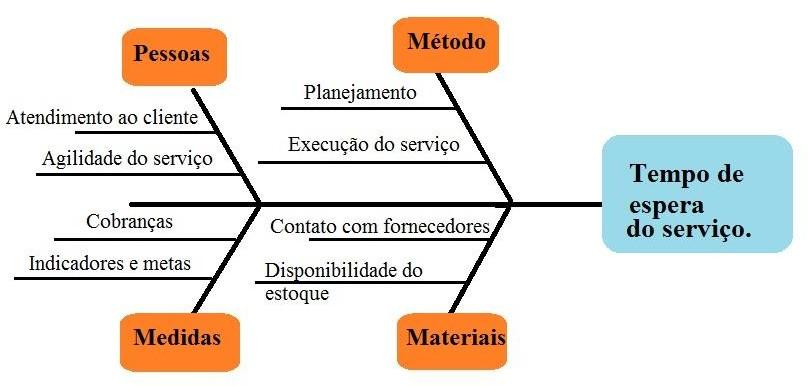 Pessoas
Método
Planejamento
Atendimento ao cliente
Execução do serviço
Agilidade do serviço
Tempo de
espera
do serviço.
Cobranças
Contato com fornecedores
Indicadores e metas
Disponibilidade do
estoque
Medidas
Materiais